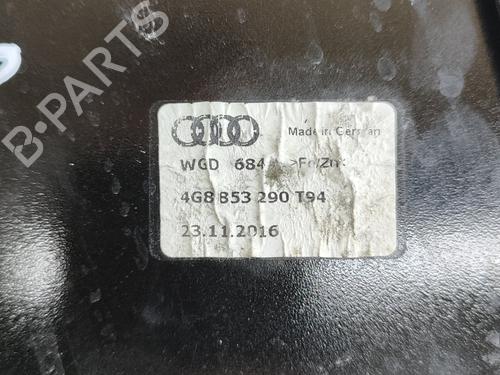 B-PARTS
Made in German
WGD 684 >Fe/Zn<
4G8 853 290 T94
23.11.2016